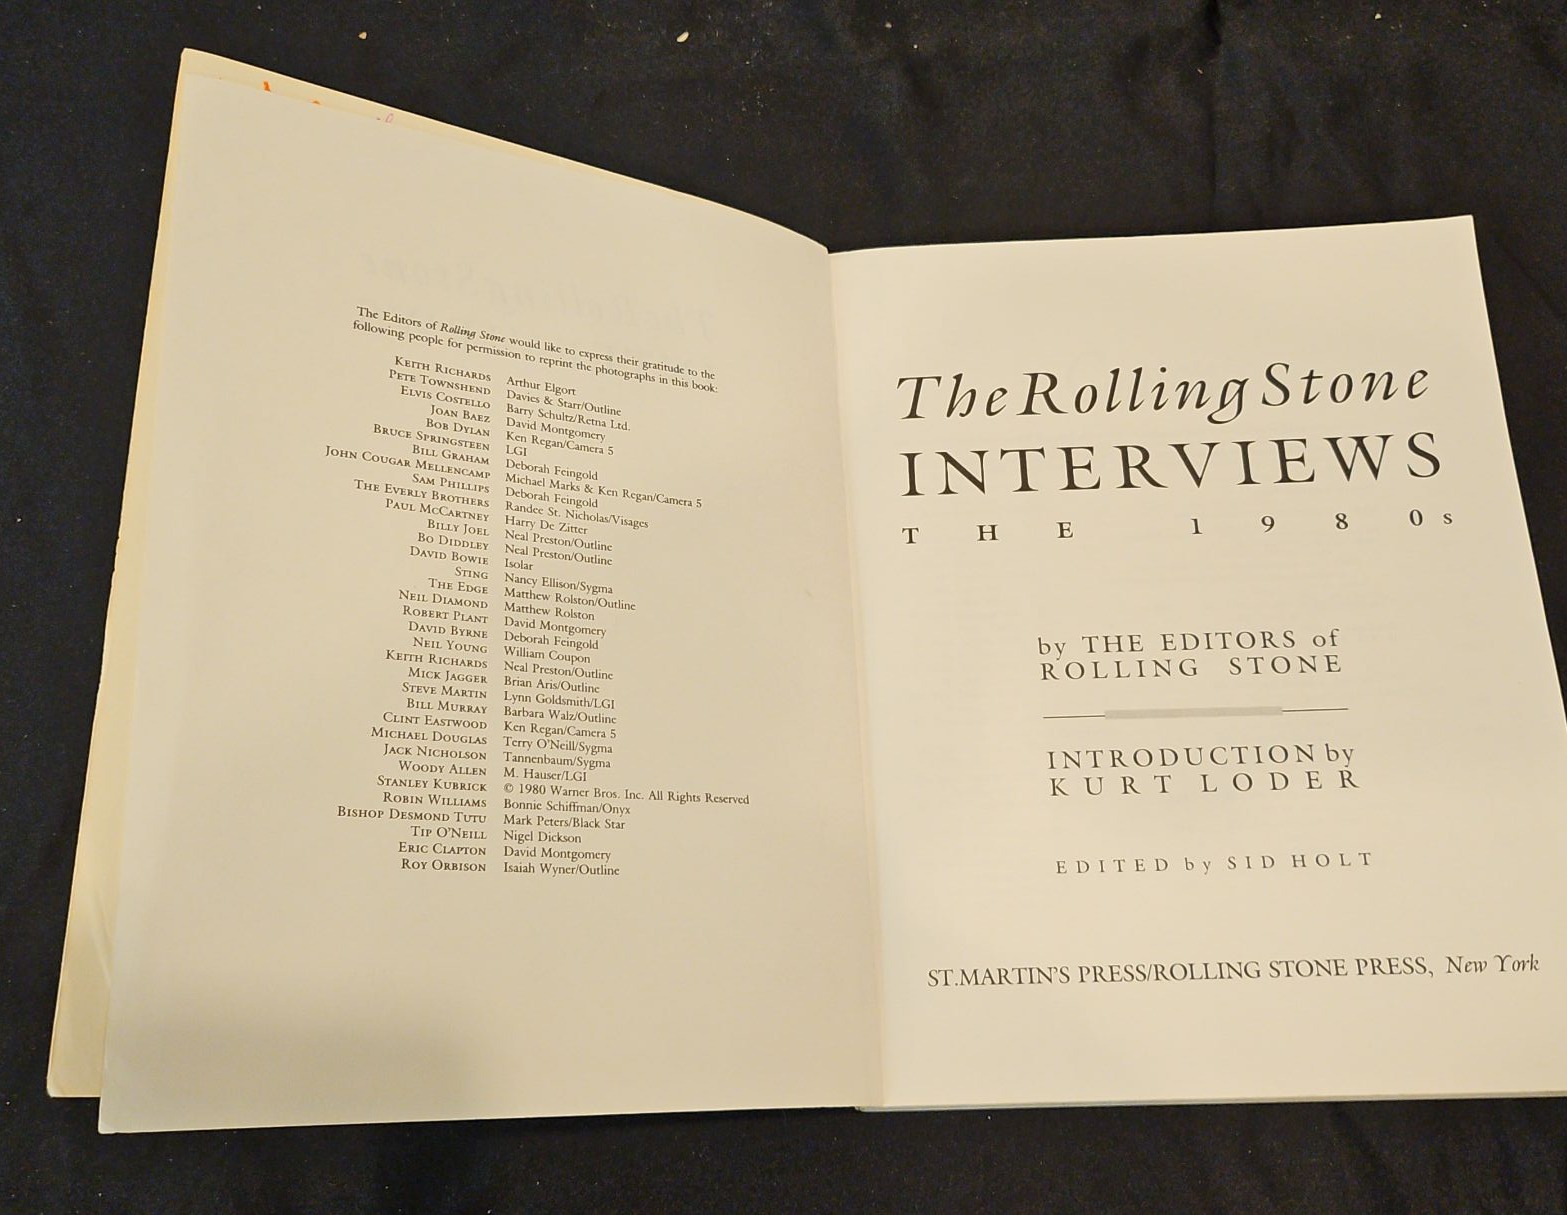 The Editors of Rolling Stone would like to express their gratitude to the
following people for permission to reprint the photographs in this book:
KEITH RICHARDS Arthur Elgort
PETE TOWNSHEND Davies & Starr/Outline
ELVIS COSTELLO Barry Schultz/Retna Ltd.
JOAN BAEZ David Montgomery
BOB DYLAN Ken Regan/Camera 5
BRUCE SPRINGSTEEN LGI
BILL GRAHAM Deborah Feingold
JOHN COUGAR MELLENCAMP Michael Marks & Ken Regan/Camera 5
SAM PHILLIPS Deborah Feingold
THE EVERLY BROTHERS Randee St. Nicholas/Visages
PAUL MCCARTNEY Harry De Zitter
BILLY JOEL Neal Preston/Outline
BO DIDDLEY Neal Preston/Outline
DAVID BOWIE Isolar
STING Nancy Ellison/Sygma
THE EDGE Matthew Rolston/Outline
NEIL DIAMOND Matthew Rolston
ROBERT PLANT David Montgomery
DAVID BYRNE Deborah Feingold
NEIL YOUNG William Coupon
KEITH RICHARDS Neal Preston/Outline
MICK JAGGER Brian Aris/Outline
STEVE MARTIN Lynn Goldsmith/LGI
BILL MURRAY Barbara Walz/Outline
CLINT EASTWOOD Ken Regan/Camera 5
MICHAEL DOUGLAS Terry O'Neill/Sygma
JACK NICHOLSON Tannenbaum/Sygma
WOODY ALLEN M. Hauser/LGI
STANLEY KUBRICK © 1980 Warner Bros. Inc. All Rights Reserved
ROBIN WILLIAMS Bonnie Schiffman/Onyx
BISHOP DESMOND TUTU Mark Peters/Black Star
TIP O'NEILL Nigel Dickson
ERIC CLAPTON David Montgomery
ROY ORBISON Isaiah Wyner/Outline
The Rolling Stone
INTERVIEWS
THE 1980s
by THE EDITORS of
ROLLING STONE
INTRODUCTION by
KURT LODER
EDITED by SID HOLT
ST. MARTIN'S PRESS/ROLLING STONE PRESS, New York